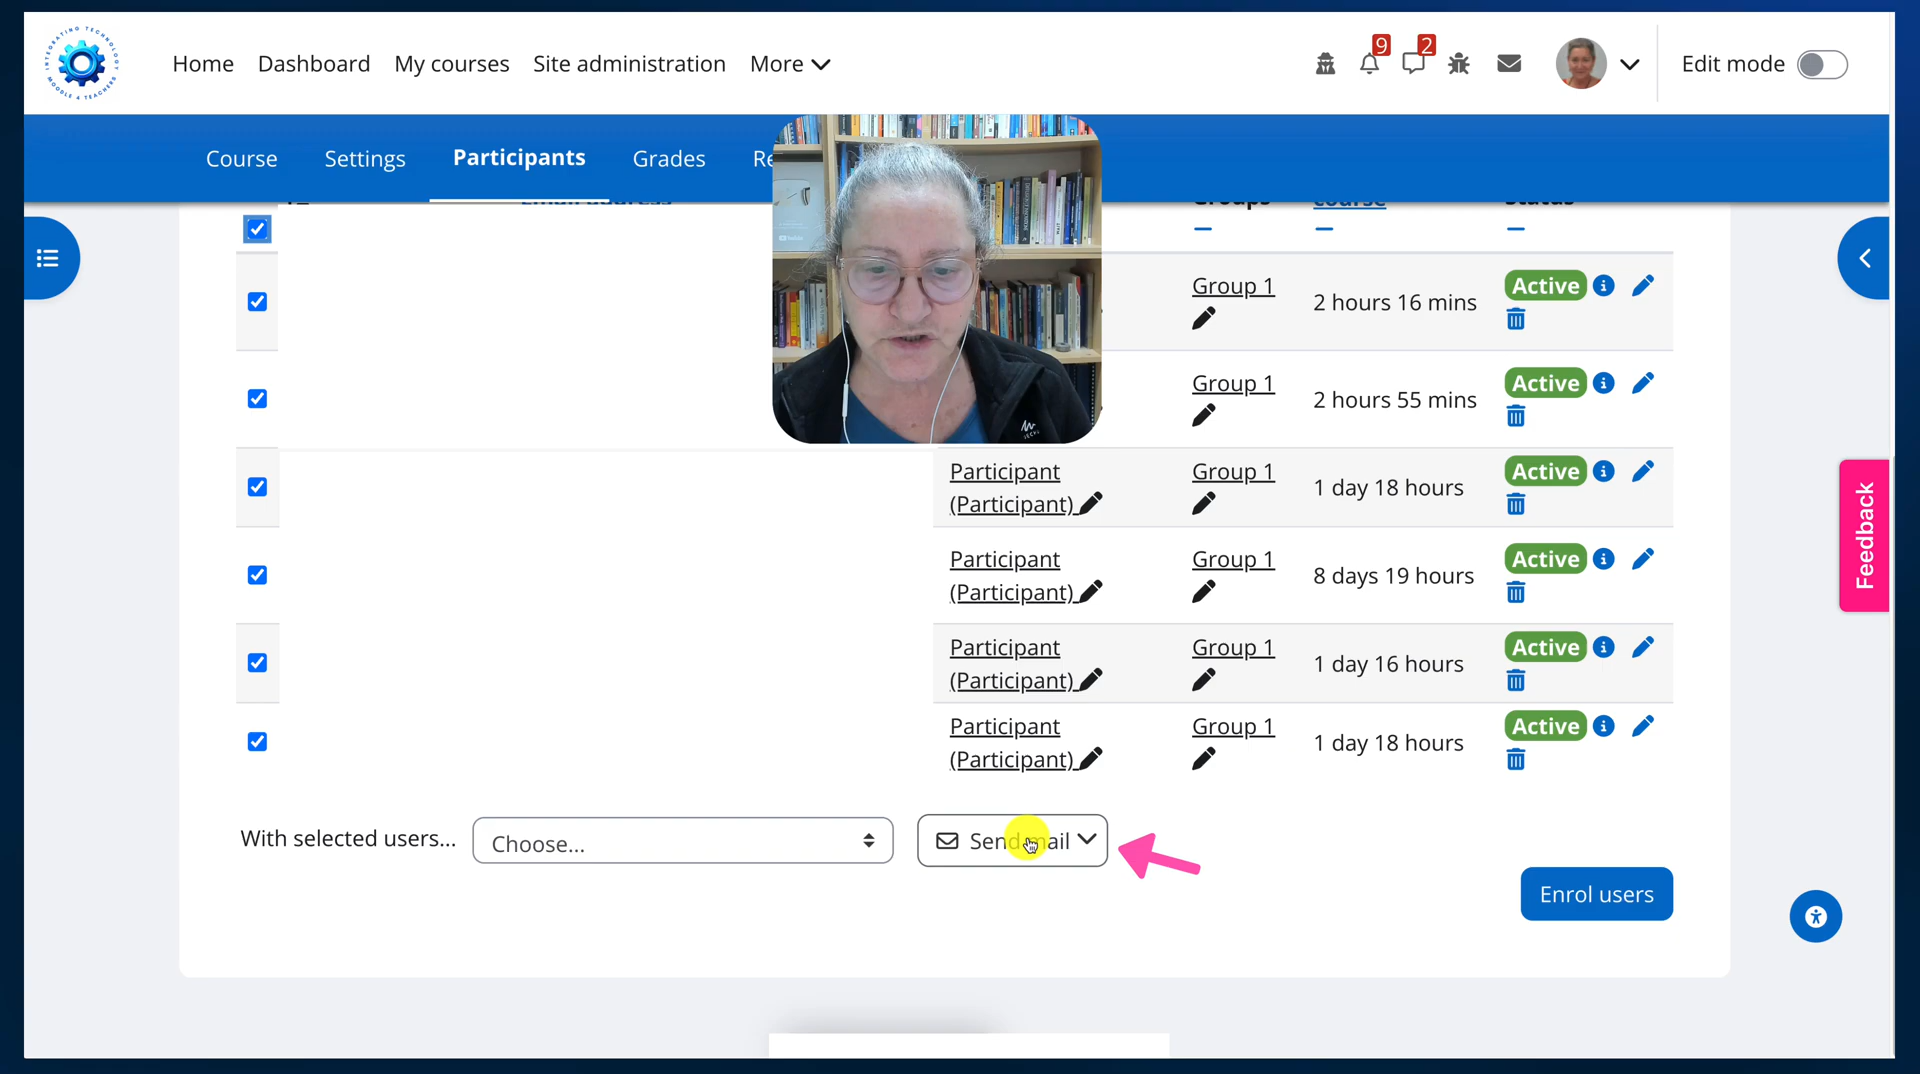 INTEGRATING TECHNOLOGY
MOODLE 4 TEACHERS
Home Dashboard My courses Site administration More
9 2
Edit mode
Course Settings Participants Grades Re
Email address Groups course Status
Group 1 2 hours 16 mins Active
Group 1 2 hours 55 mins Active
Participant Group 1 1 day 18 hours Active
(Participant)
Participant Group 1 8 days 19 hours Active
(Participant)
Participant Group 1 1 day 16 hours Active
(Participant)
Participant Group 1 1 day 18 hours Active
(Participant)
Feedback
With selected users... Choose... Send mail
Enrol users